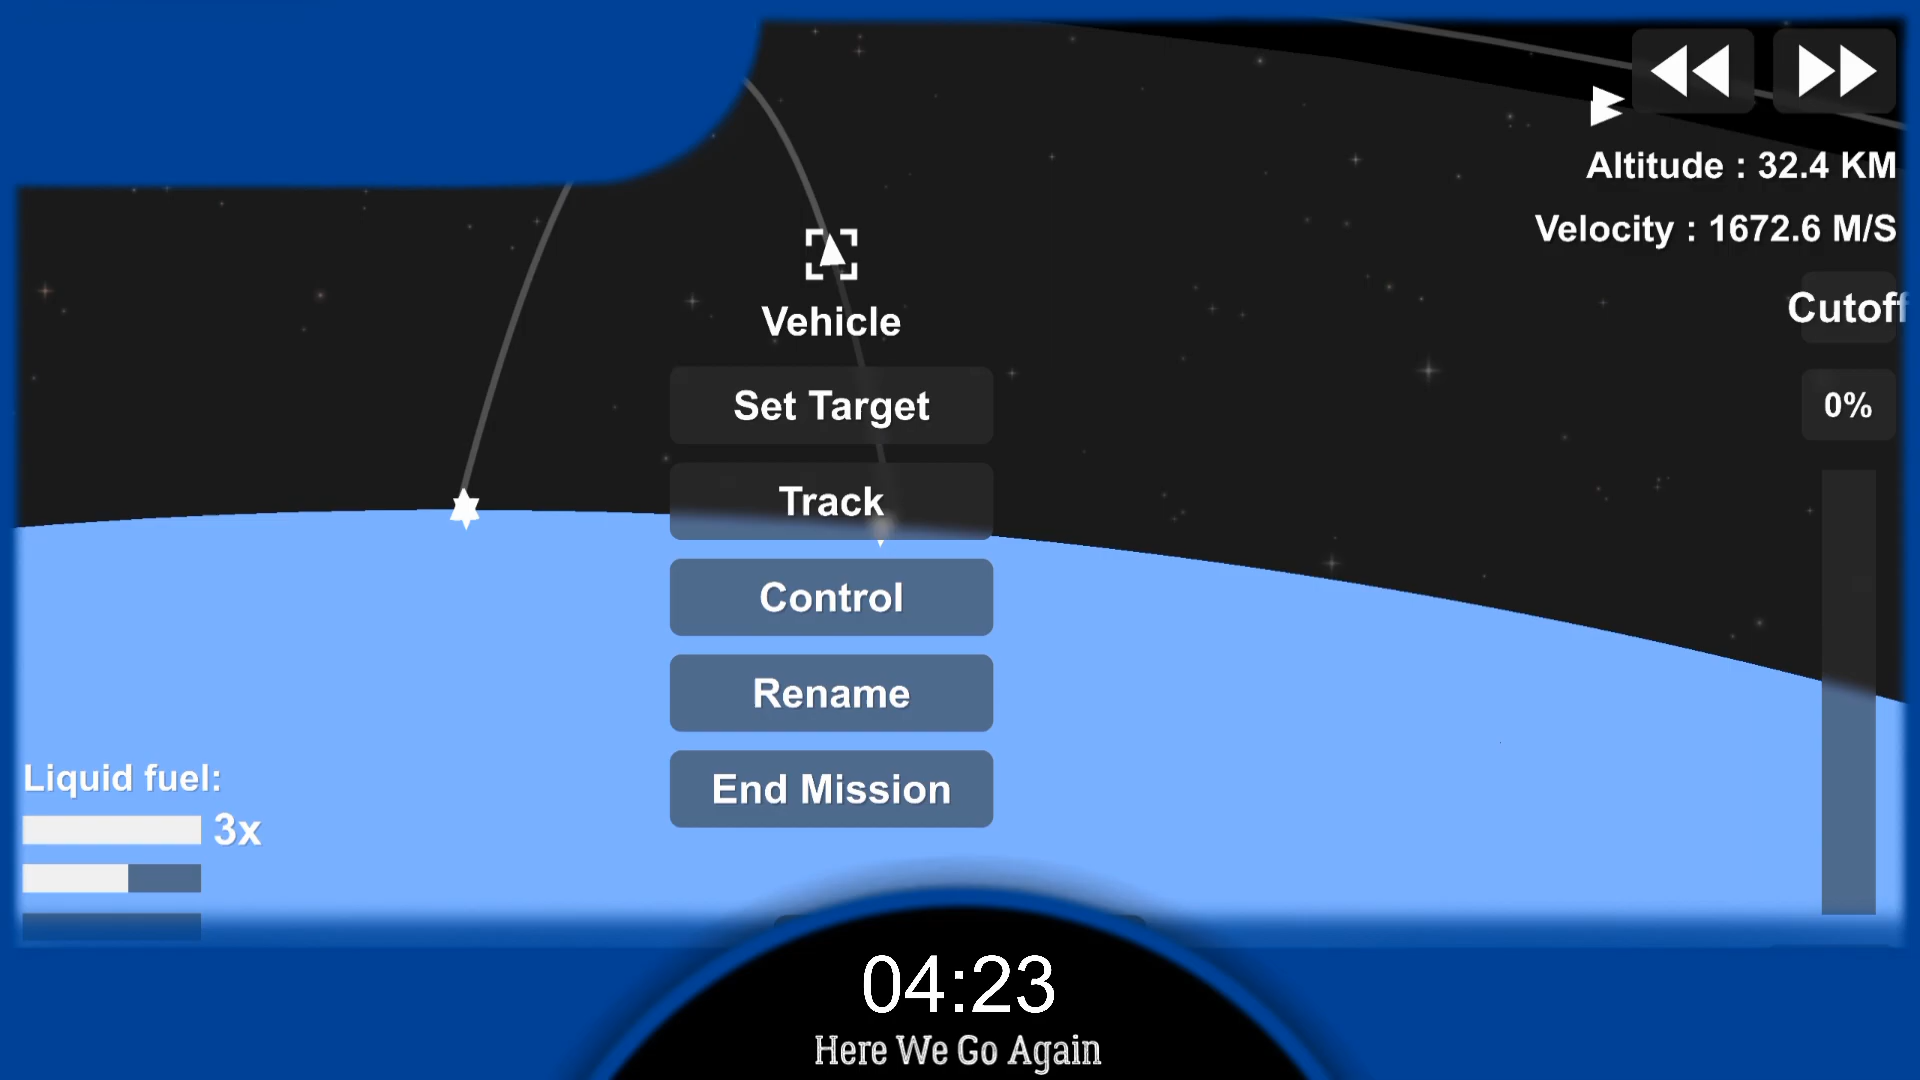 Altitude : 32.4 KM
Velocity : 1672.6 M/S
Cutoff
0%
Vehicle
Set Target
Track
Control
Rename
End Mission
Liquid fuel:
3x
04:23
Here We Go Again